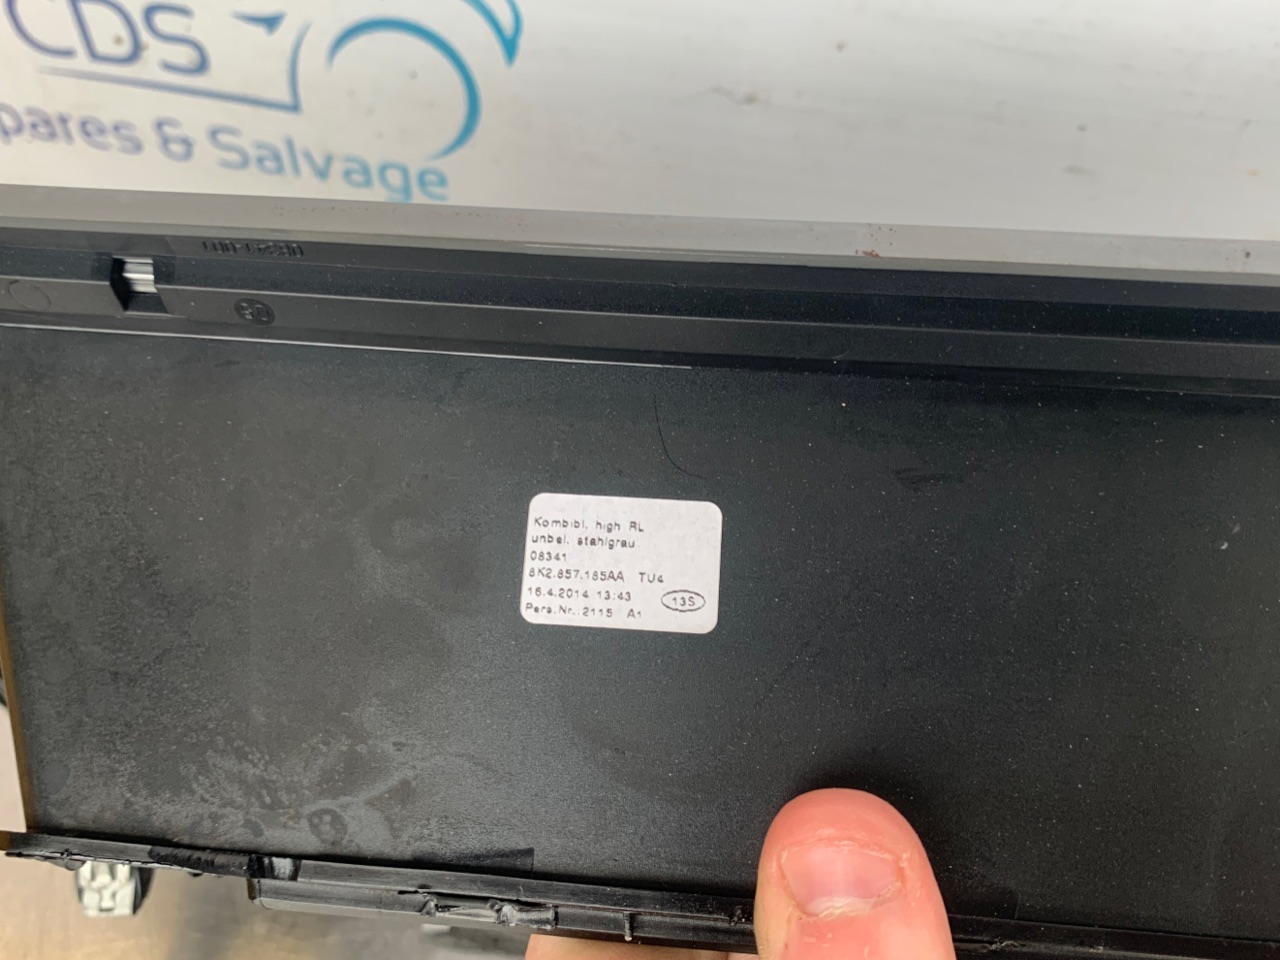 CDS
pares & Salvage
Kombibl. high RL
unbel. stahlgrau
08341
8K2.857.185AA TU4
16.4.2014 13:43
13S
Pers.Nr.:2115 A1